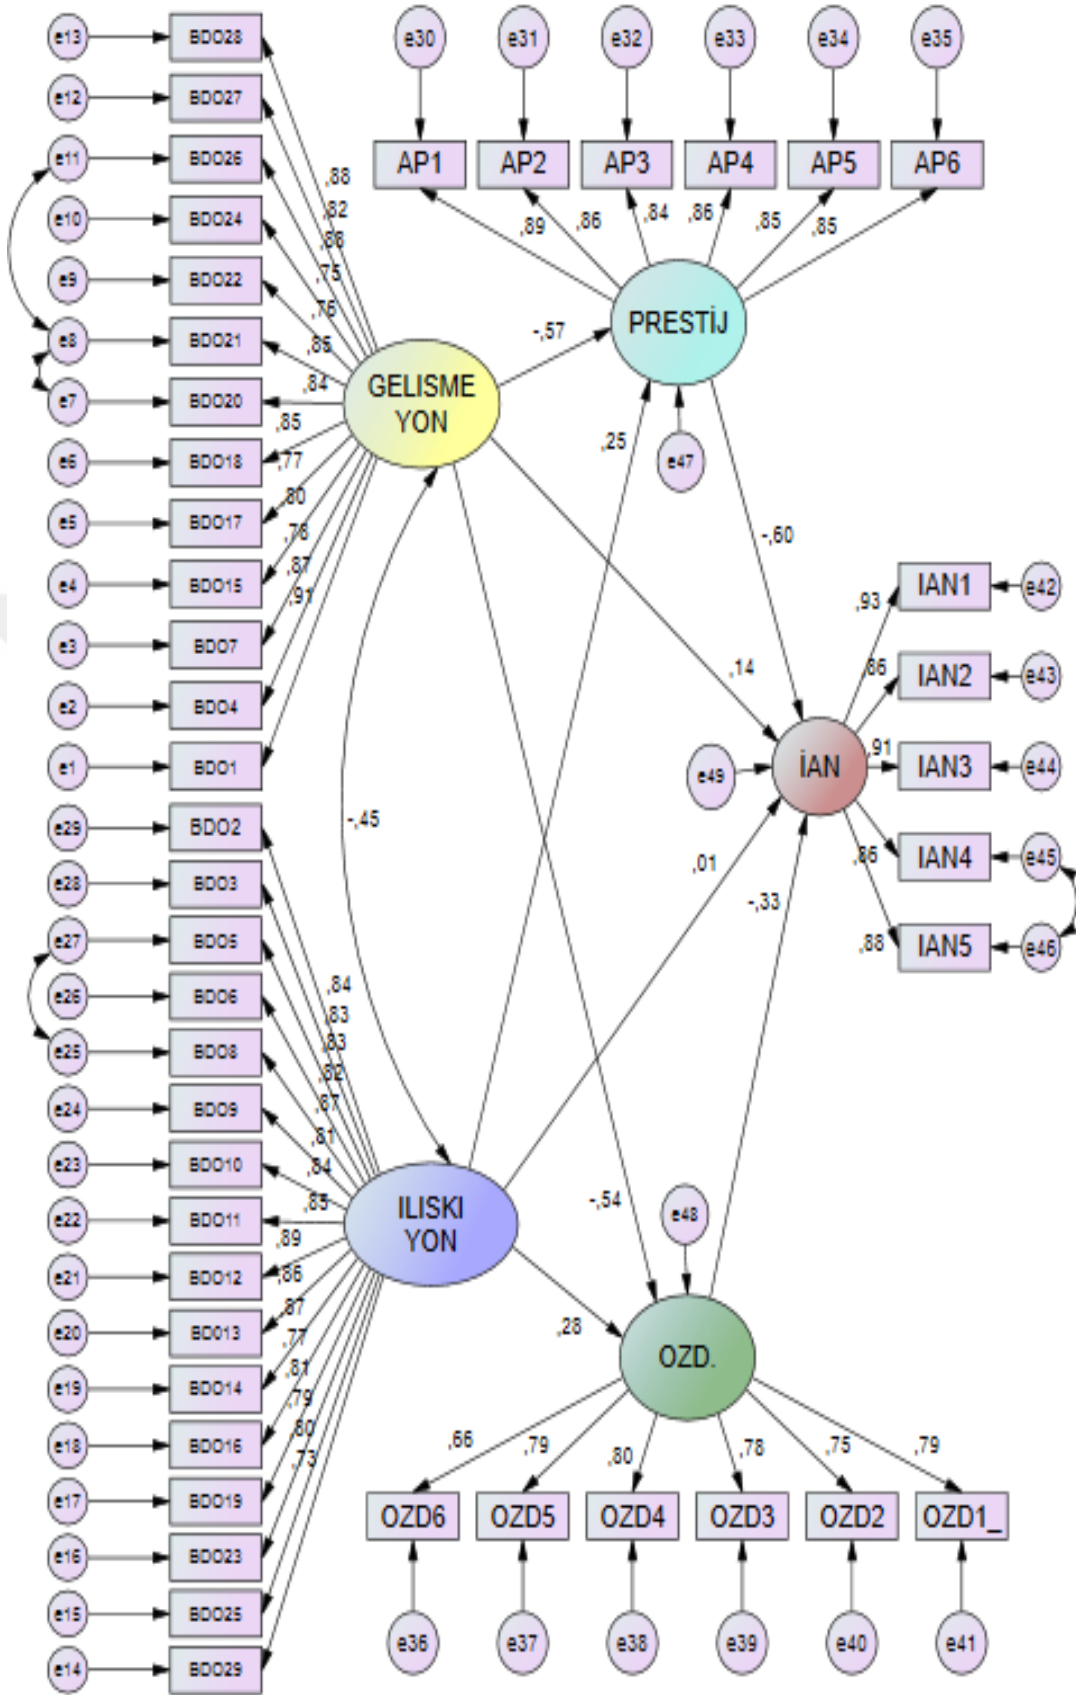 e13
BDO28
e12
BDO27
e11
BDO26
e10
BDO24
e9
BDO22
e8
BDO21
e7
BDO20
e6
BDO18
e5
BDO17
e4
BDO15
e3
BDO7
e2
BDO4
e1
BDO1
e29
BDO2
e28
BDO3
e27
BDO5
e26
BDO6
e25
BDO8
e24
BDO9
e23
BDO10
e22
BDO11
e21
BDO12
e20
BDO13
e19
BDO14
e18
BDO16
e17
BDO19
e16
BDO23
e15
BDO25
e14
BDO29
,88
,82
,88
,75
,76
,85
,84
,85
,77
,80
,78
,87
,91
GELISME
YON
-,45
,84
,83
,83
,82
,87
,81
,84
,85
,89
,86
,87
,77
,81
,79
,80
,73
ILISKI
YON
e30
e31
e32
e33
e34
e35
AP1
AP2
AP3
AP4
AP5
AP6
,89
,86
,84
,86
,85
,85
PRESTİJ
-,57
,25
e47
-,60
,14
,01
-,33
-,54
,28
e49
İAN
,93
,86
,91
,86
,88
IAN1
e42
IAN2
e43
IAN3
e44
IAN4
e45
IAN5
e46
e48
OZD.
,66
,79
,80
,78
,75
,79
OZD6
OZD5
OZD4
OZD3
OZD2
OZD1_
e36
e37
e38
e39
e40
e41